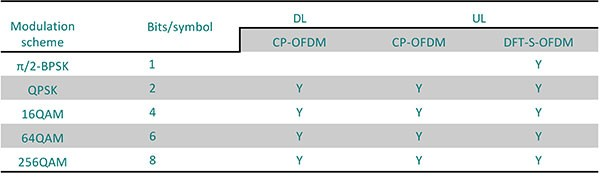 Modulation scheme Bits/symbol DL UL
CP-OFDM CP-OFDM DFT-S-OFDM
π/2-BPSK 1 Y
QPSK 2 Y Y Y
16QAM 4 Y Y Y
64QAM 6 Y Y Y
256QAM 8 Y Y Y